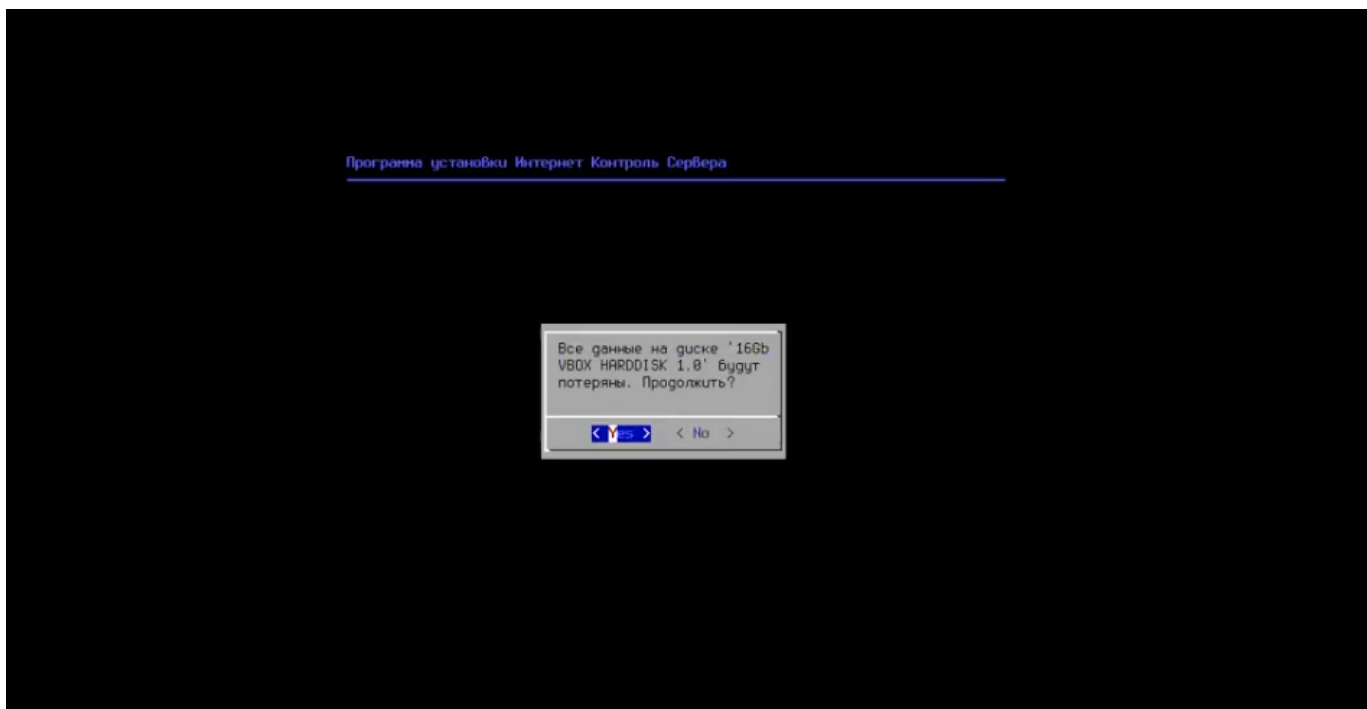 Программа установки Интернет Контроль Сервера
Все данные на диске '16Gb
VBOX HARDDISK 1.0' будут
потеряны. Продолжить?
< Yes > < No >